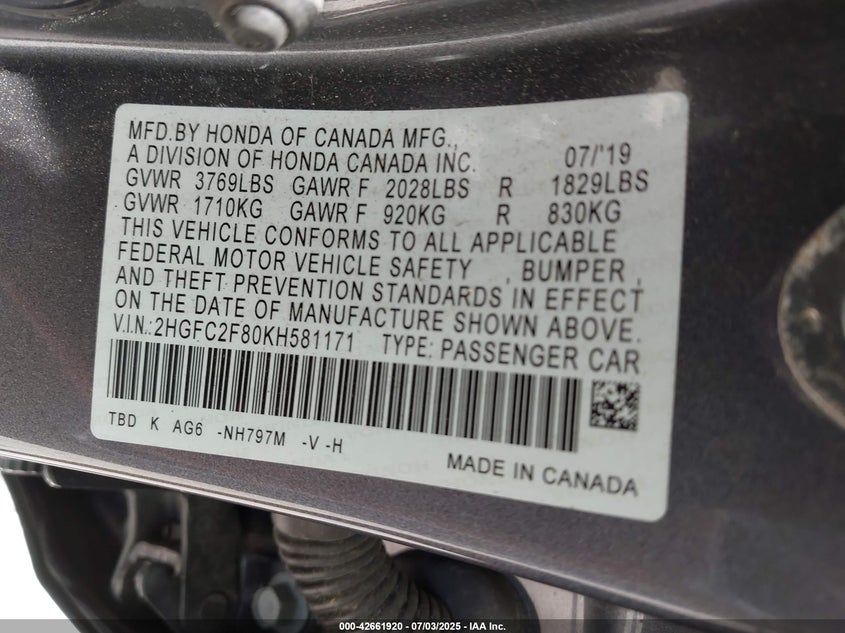 MFD.BY HONDA OF CANADA MFG.,
A DIVISION OF HONDA CANADA INC. 07/'19
GVWR 3769LBS GAWR F 2028LBS R 1829LBS
GVWR 1710KG GAWR F 920KG R 830KG
THIS VEHICLE CONFORMS TO ALL APPLICABLE
FEDERAL MOTOR VEHICLE SAFETY , BUMPER ,
AND THEFT PREVENTION STANDARDS IN EFFECT
ON THE DATE OF MANUFACTURE SHOWN ABOVE.
V.I.N.:2HGFC2F80KH581171 TYPE: PASSENGER CAR
TBD K AG6 -NH797M -V -H
MADE IN CANADA
000-42661920 - 07/03/2025 - IAA Inc.